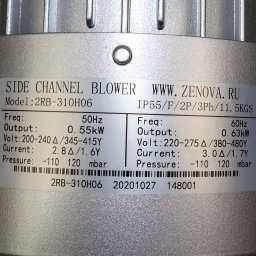 SIDE CHANNEL BLOWER WWW.ZENOVA.RU
Model:2RB-310H06 IP55/F/2P/3Ph/11.5KGS
Freq: 50Hz Freq: 60Hz
Output: 0.55kW Output: 0.63kW
Volt:200-240Δ/345-415Y Volt:220-275Δ/380-480Y
Current: 2.8Δ/1.6Y Current: 3.0Δ/1.7Y
Pressure: -110 120 mbar Pressure: -110 120 mbar
2RB-310H06 20201027 148001